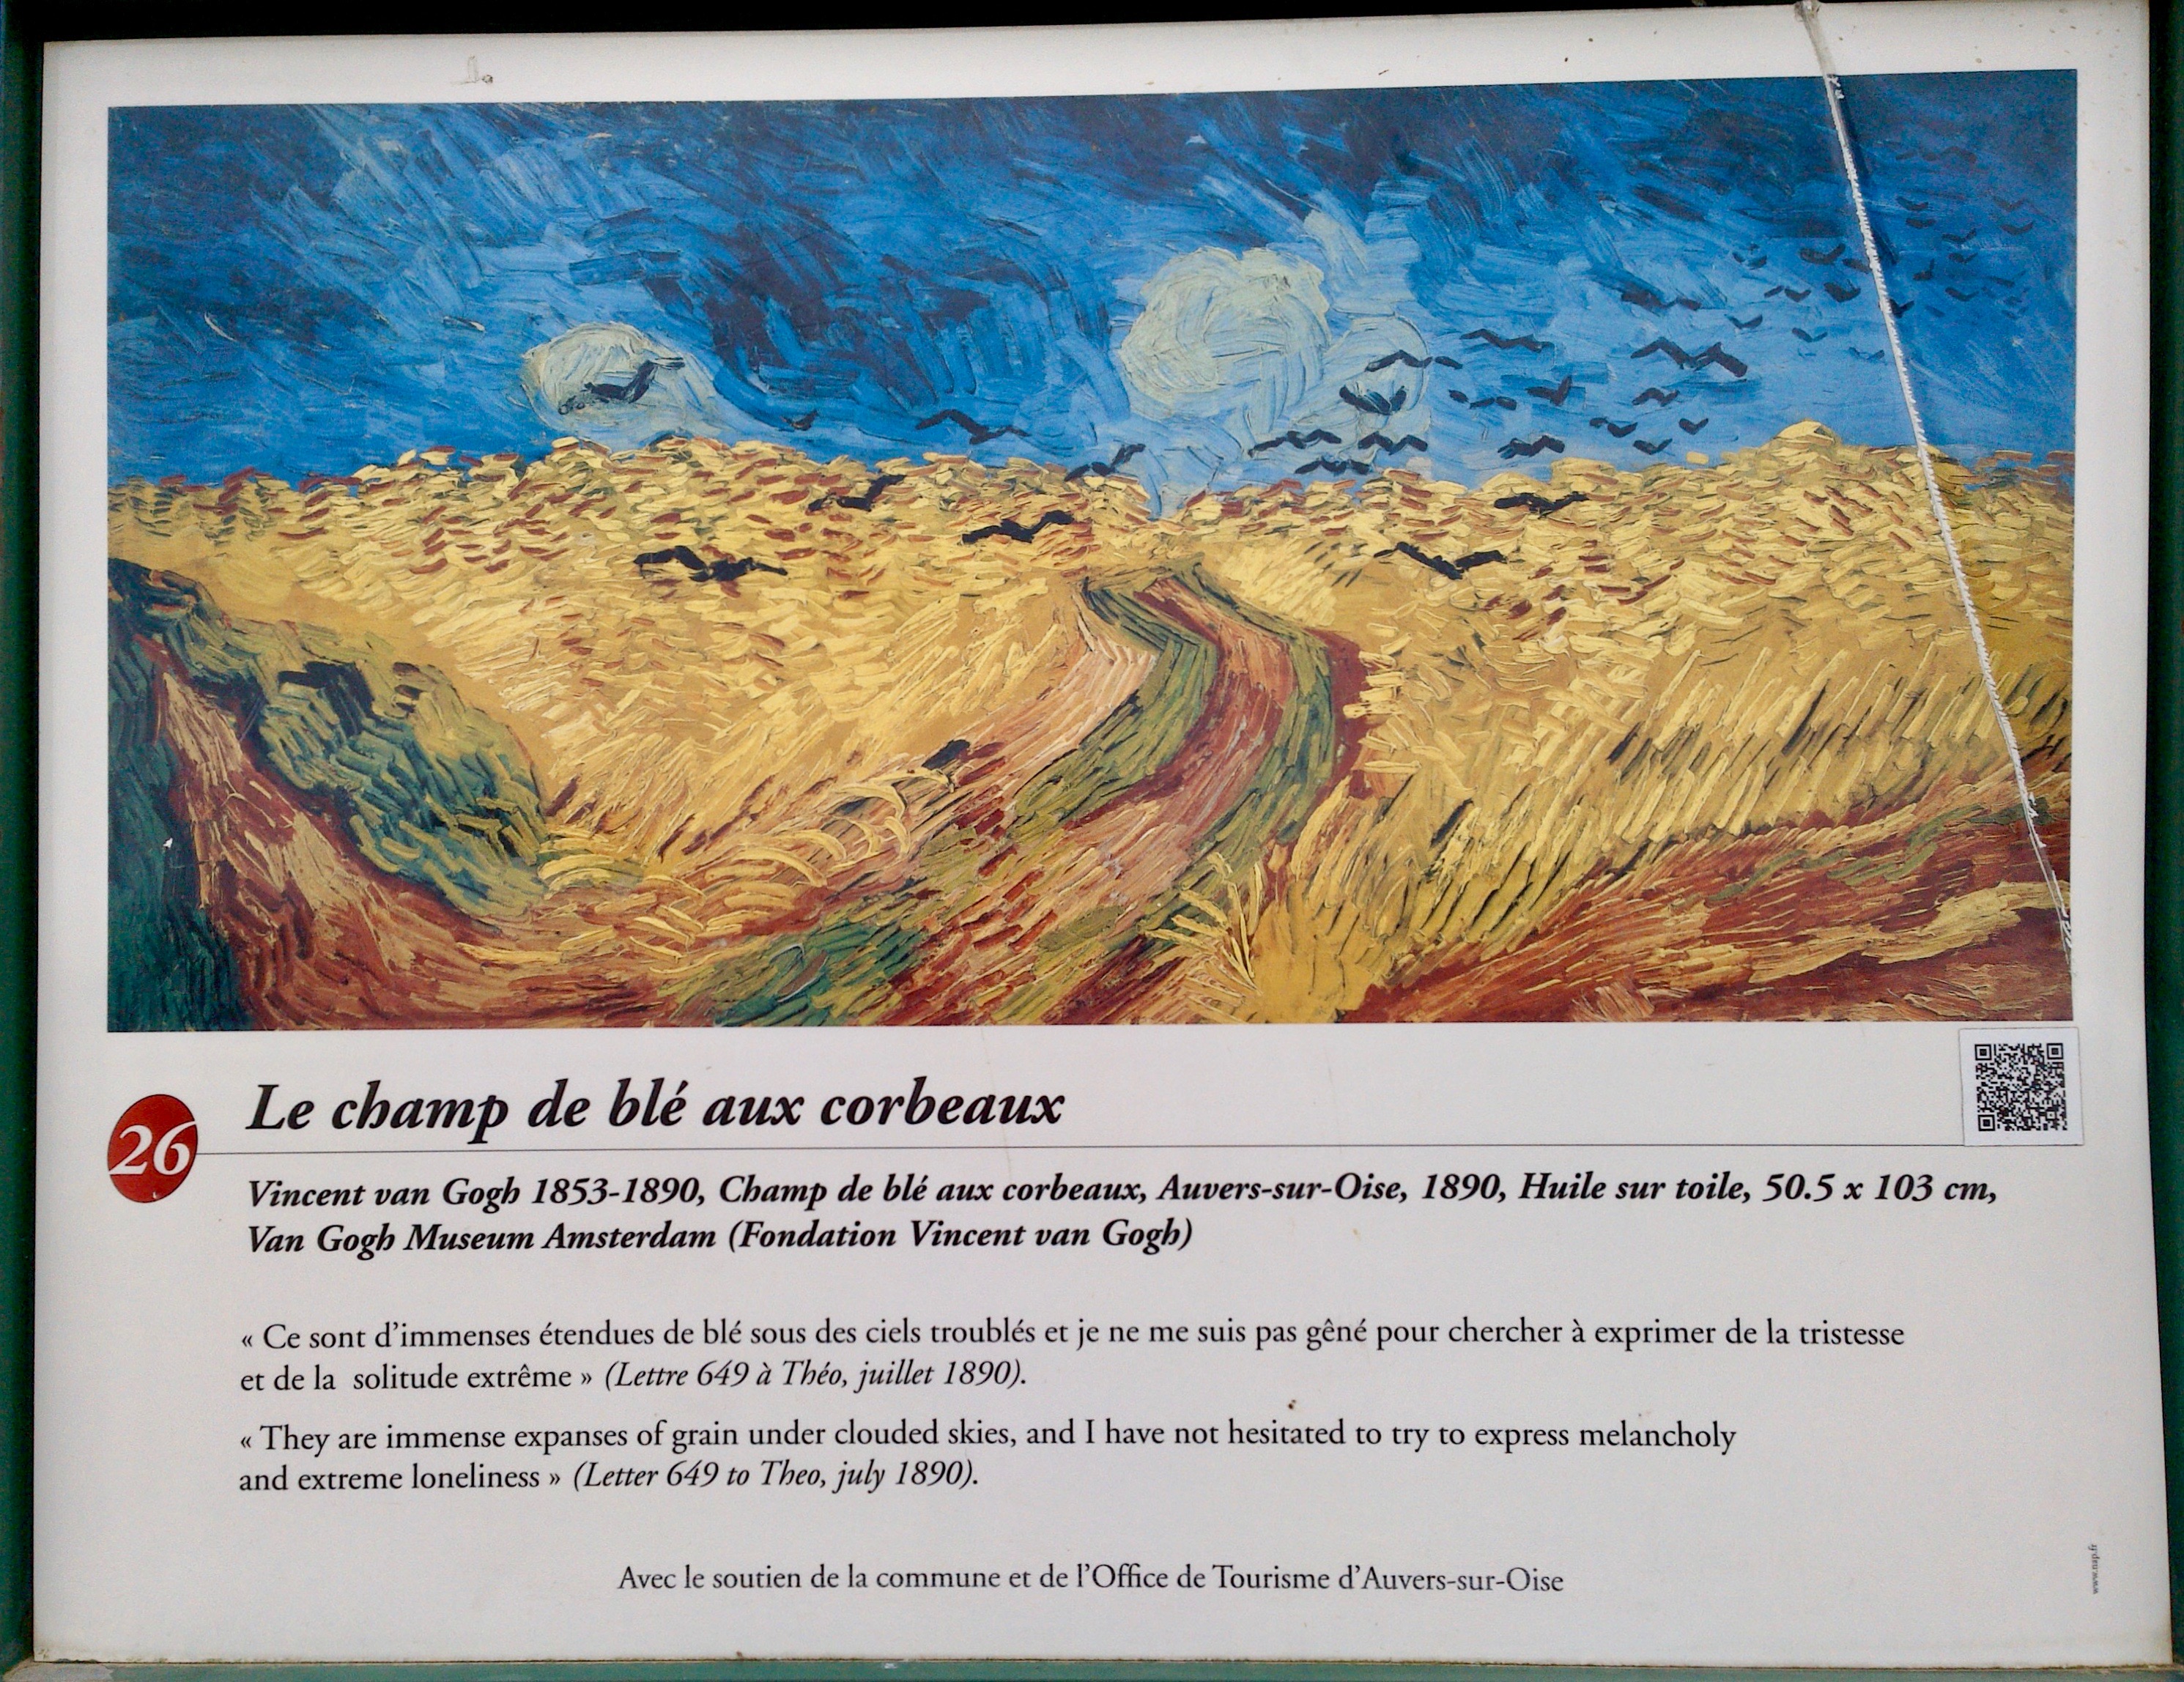 Le champ de blé aux corbeaux
26
Vincent van Gogh 1853-1890, Champ de blé aux corbeaux, Auvers-sur-Oise, 1890, Huile sur toile, 50.5 x 103 cm,
Van Gogh Museum Amsterdam (Fondation Vincent van Gogh)
« Ce sont d'immenses étendues de blé sous des ciels troublés et je ne me suis pas gêné pour chercher à exprimer de la tristesse
et de la solitude extrême » (Lettre 649 à Théo, juillet 1890).
« They are immense expanses of grain under clouded skies, and I have not hesitated to try to express melancholy
and extreme loneliness » (Letter 649 to Theo, july 1890).
Avec le soutien de la commune et de l'Office de Tourisme d'Auvers-sur-Oise